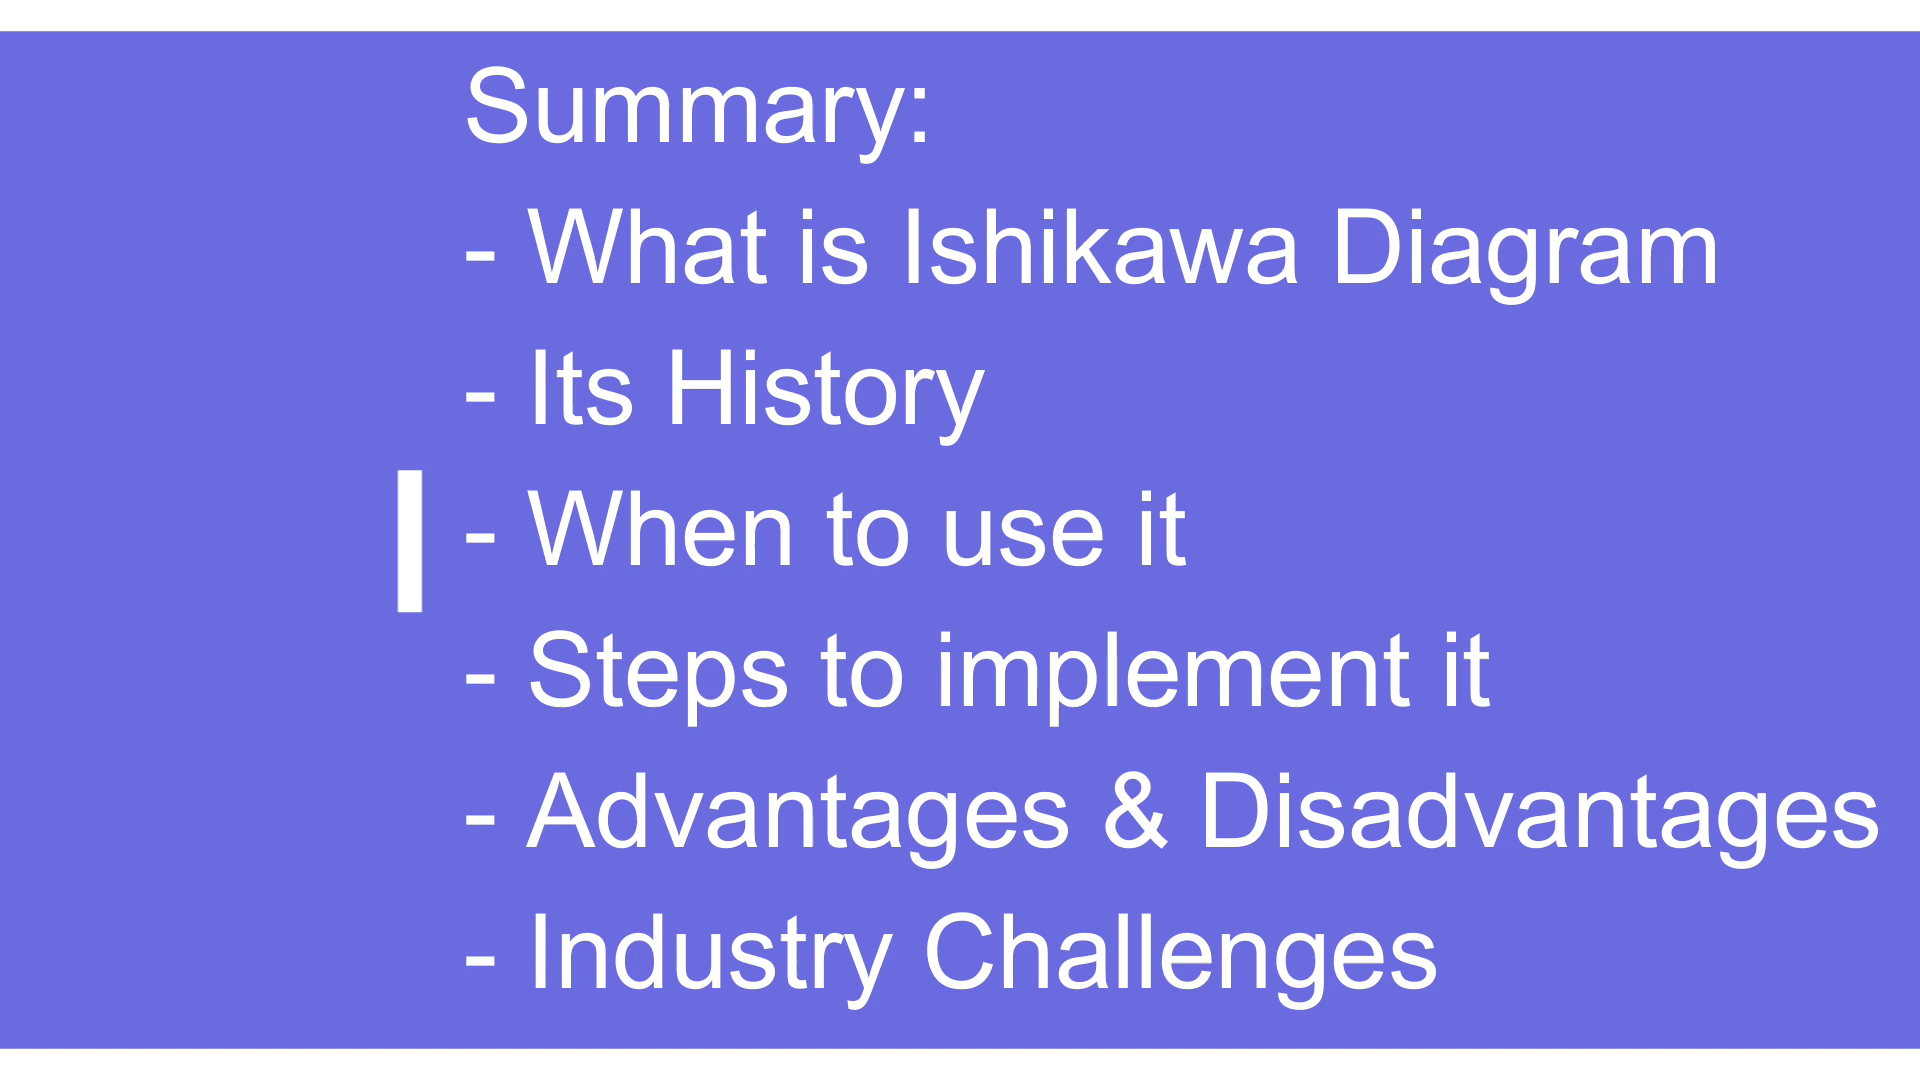 Summary:
- What is Ishikawa Diagram
- Its History
- When to use it
- Steps to implement it
- Advantages & Disadvantages
- Industry Challenges